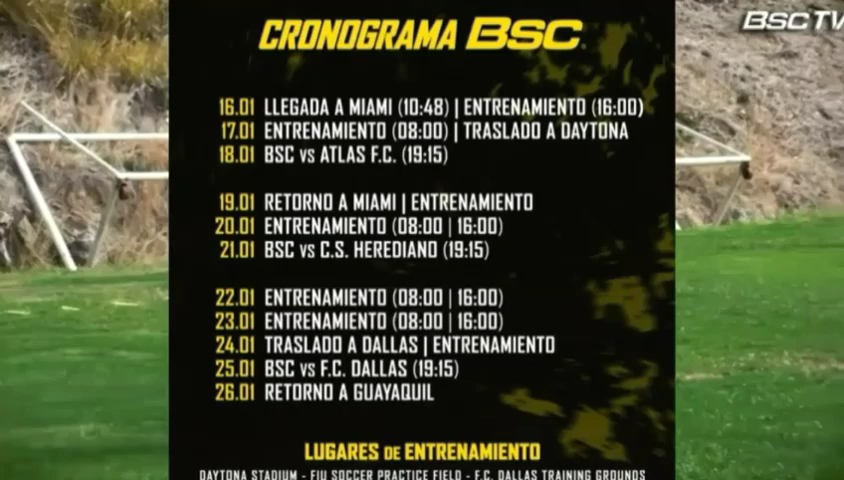 CRONOGRAMA BSC
BSCTV
16.01 LLEGADA A MIAMI (10:48) | ENTRENAMIENTO (16:00)
17.01 ENTRENAMIENTO (08:00) | TRASLADO A DAYTONA
18.01 BSC vs ATLAS F.C. (19:15)
19.01 RETORNO A MIAMI | ENTRENAMIENTO
20.01 ENTRENAMIENTO (08:00 | 16:00)
21.01 BSC vs C.S. HEREDIANO (19:15)
22.01 ENTRENAMIENTO (08:00 | 16:00)
23.01 ENTRENAMIENTO (08:00 | 16:00)
24.01 TRASLADO A DALLAS | ENTRENAMIENTO
25.01 BSC vs F.C. DALLAS (19:15)
26.01 RETORNO A GUAYAQUIL
LUGARES DE ENTRENAMIENTO
DAYTONA STADIUM - FIU SOCCER PRACTICE FIELD - F.C. DALLAS TRAINING GROUNDS